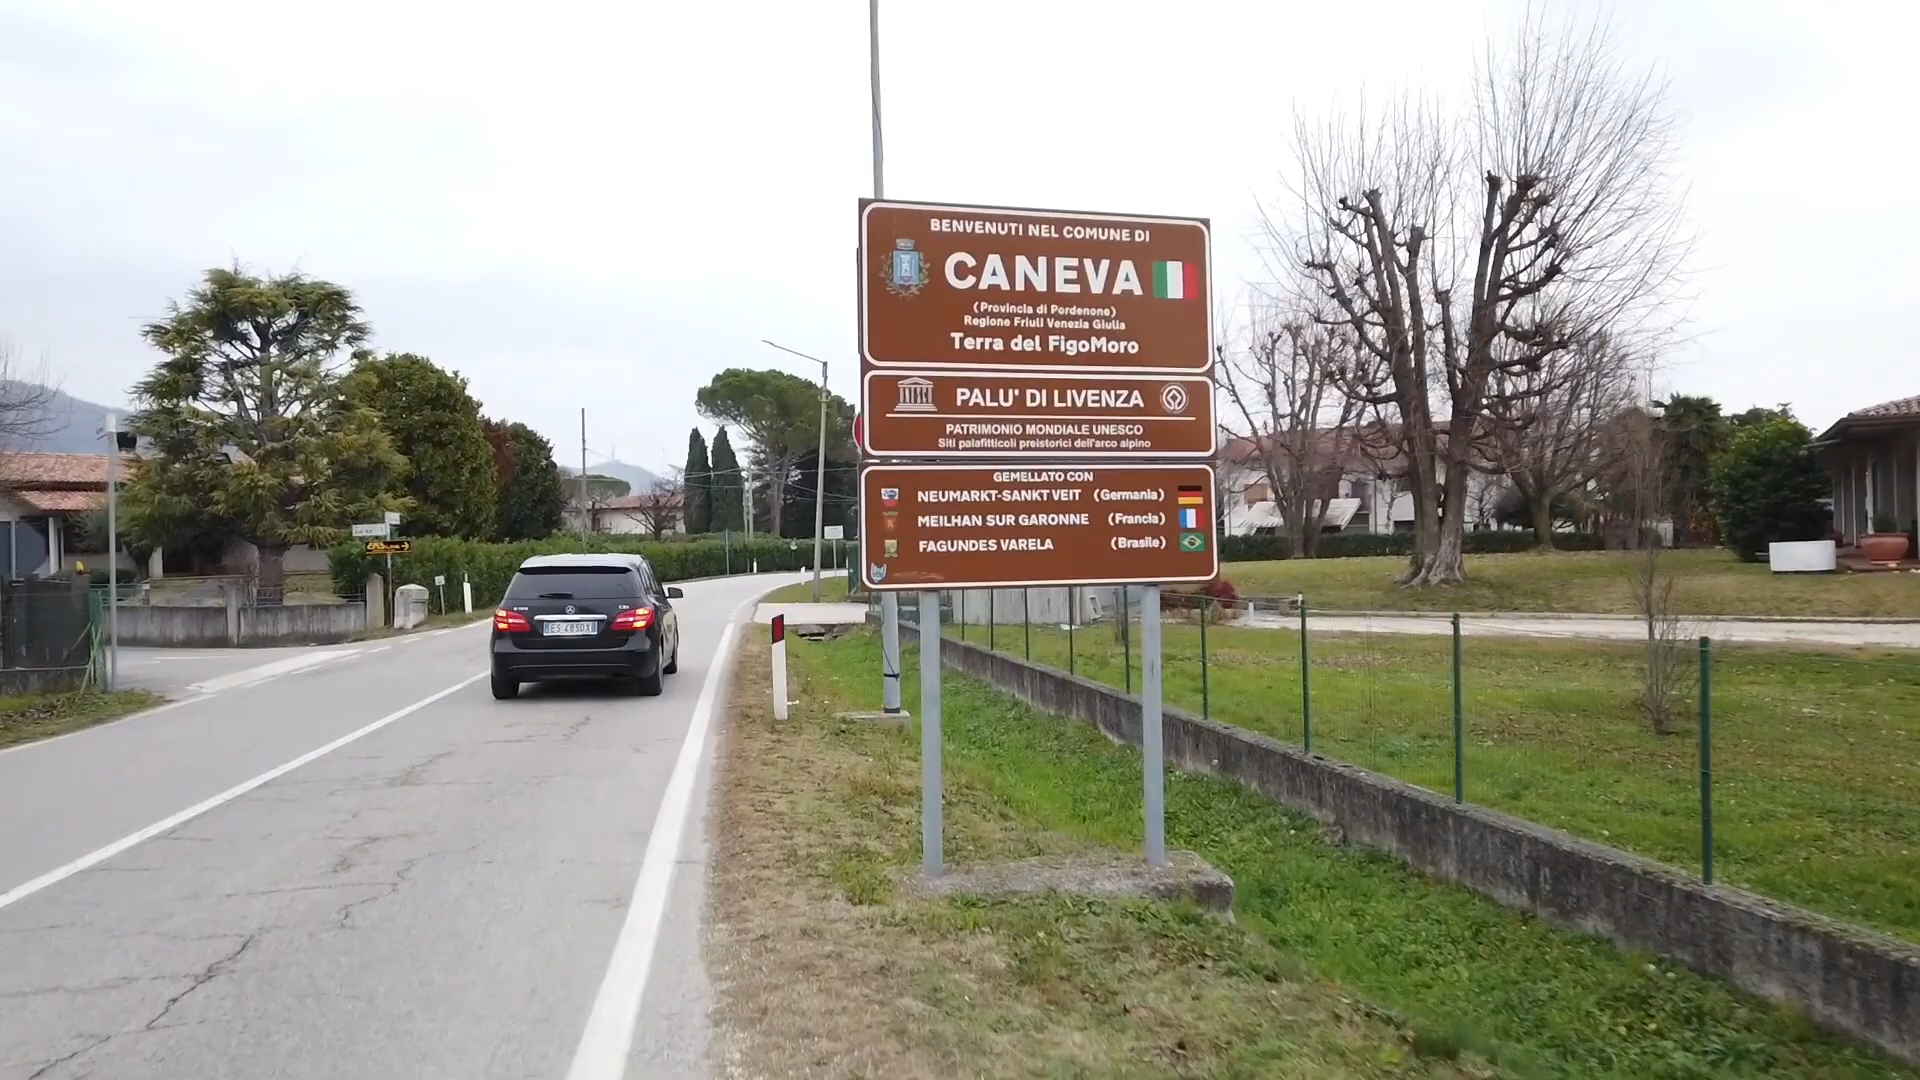 BENVENUTI NEL COMUNE DI
CANEVA
(Provincia di Pordenone)
Regione Friuli Venezia Giulia
Terra del FigoMoro
UNESCO
PALU' DI LIVENZA
PATRIMONIO MONDIALE UNESCO
Siti palafitticoli preistorici dell'arco alpino
GEMELLATO CON
NEUMARKT-SANKT VEIT (Germania)
MEILHAN SUR GARONNE (Francia)
FAGUNDES VARELA (Brasile)
ES 485DX